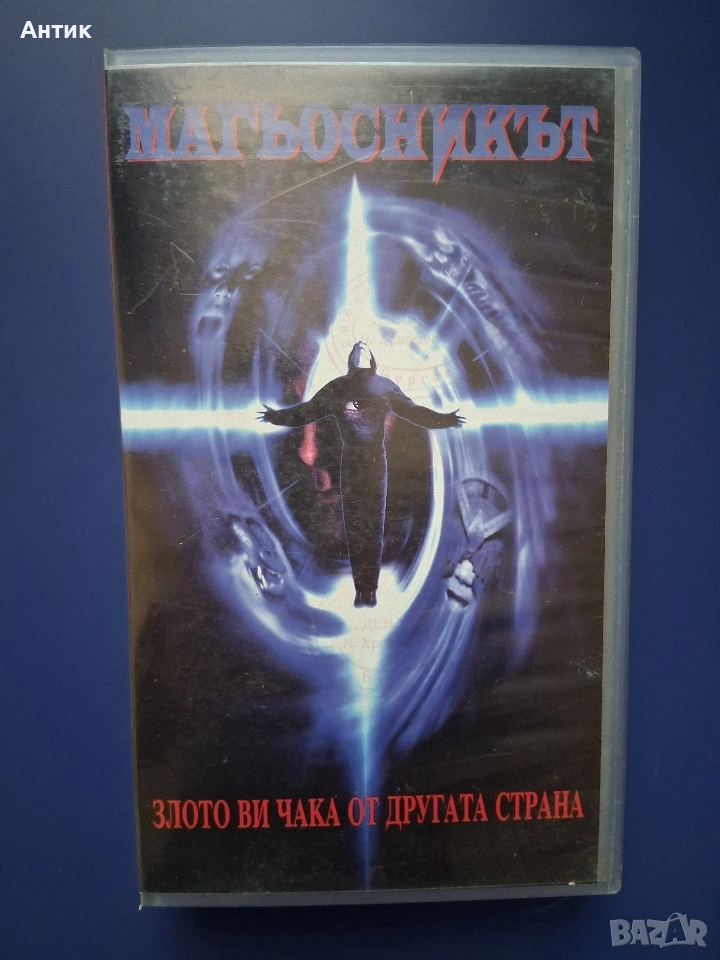 Антик
МАГЬОСНИКЪТ
ЗЛОТО ВИ ЧАКА ОТ ДРУГАТА СТРАНА
BAZAR